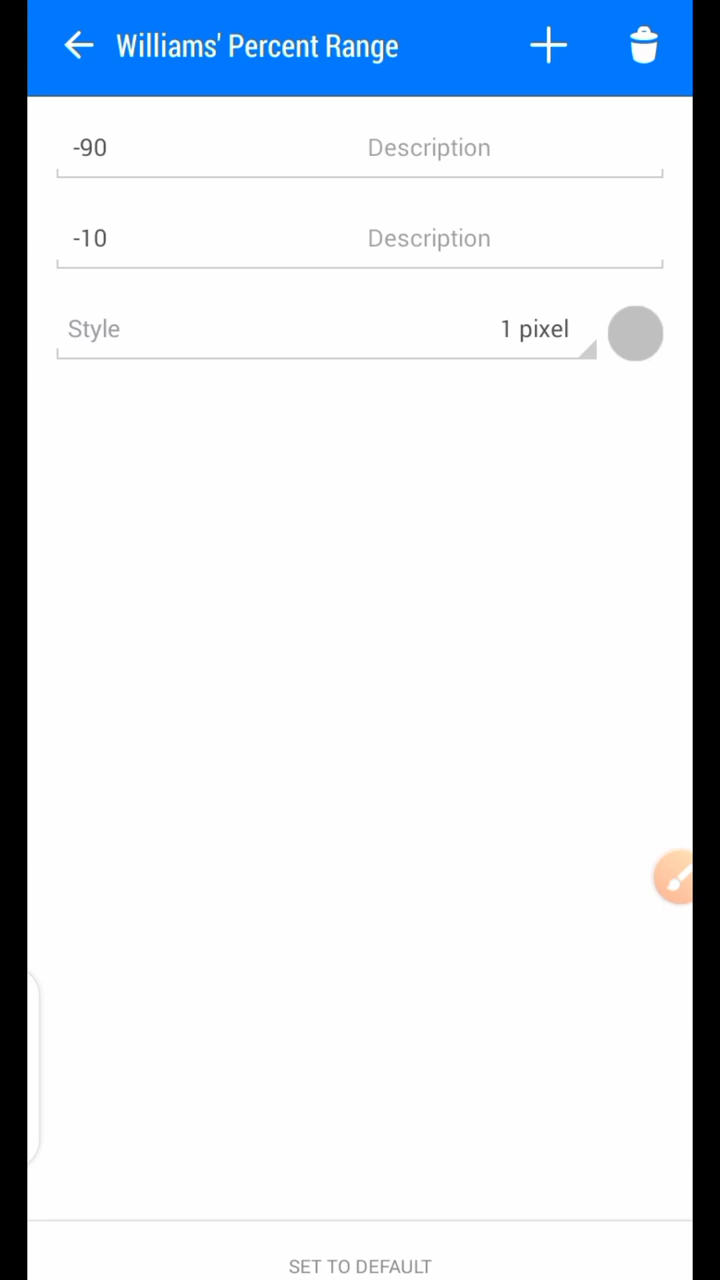 Williams' Percent Range
-90 Description
-10 Description
Style 1 pixel
SET TO DEFAULT